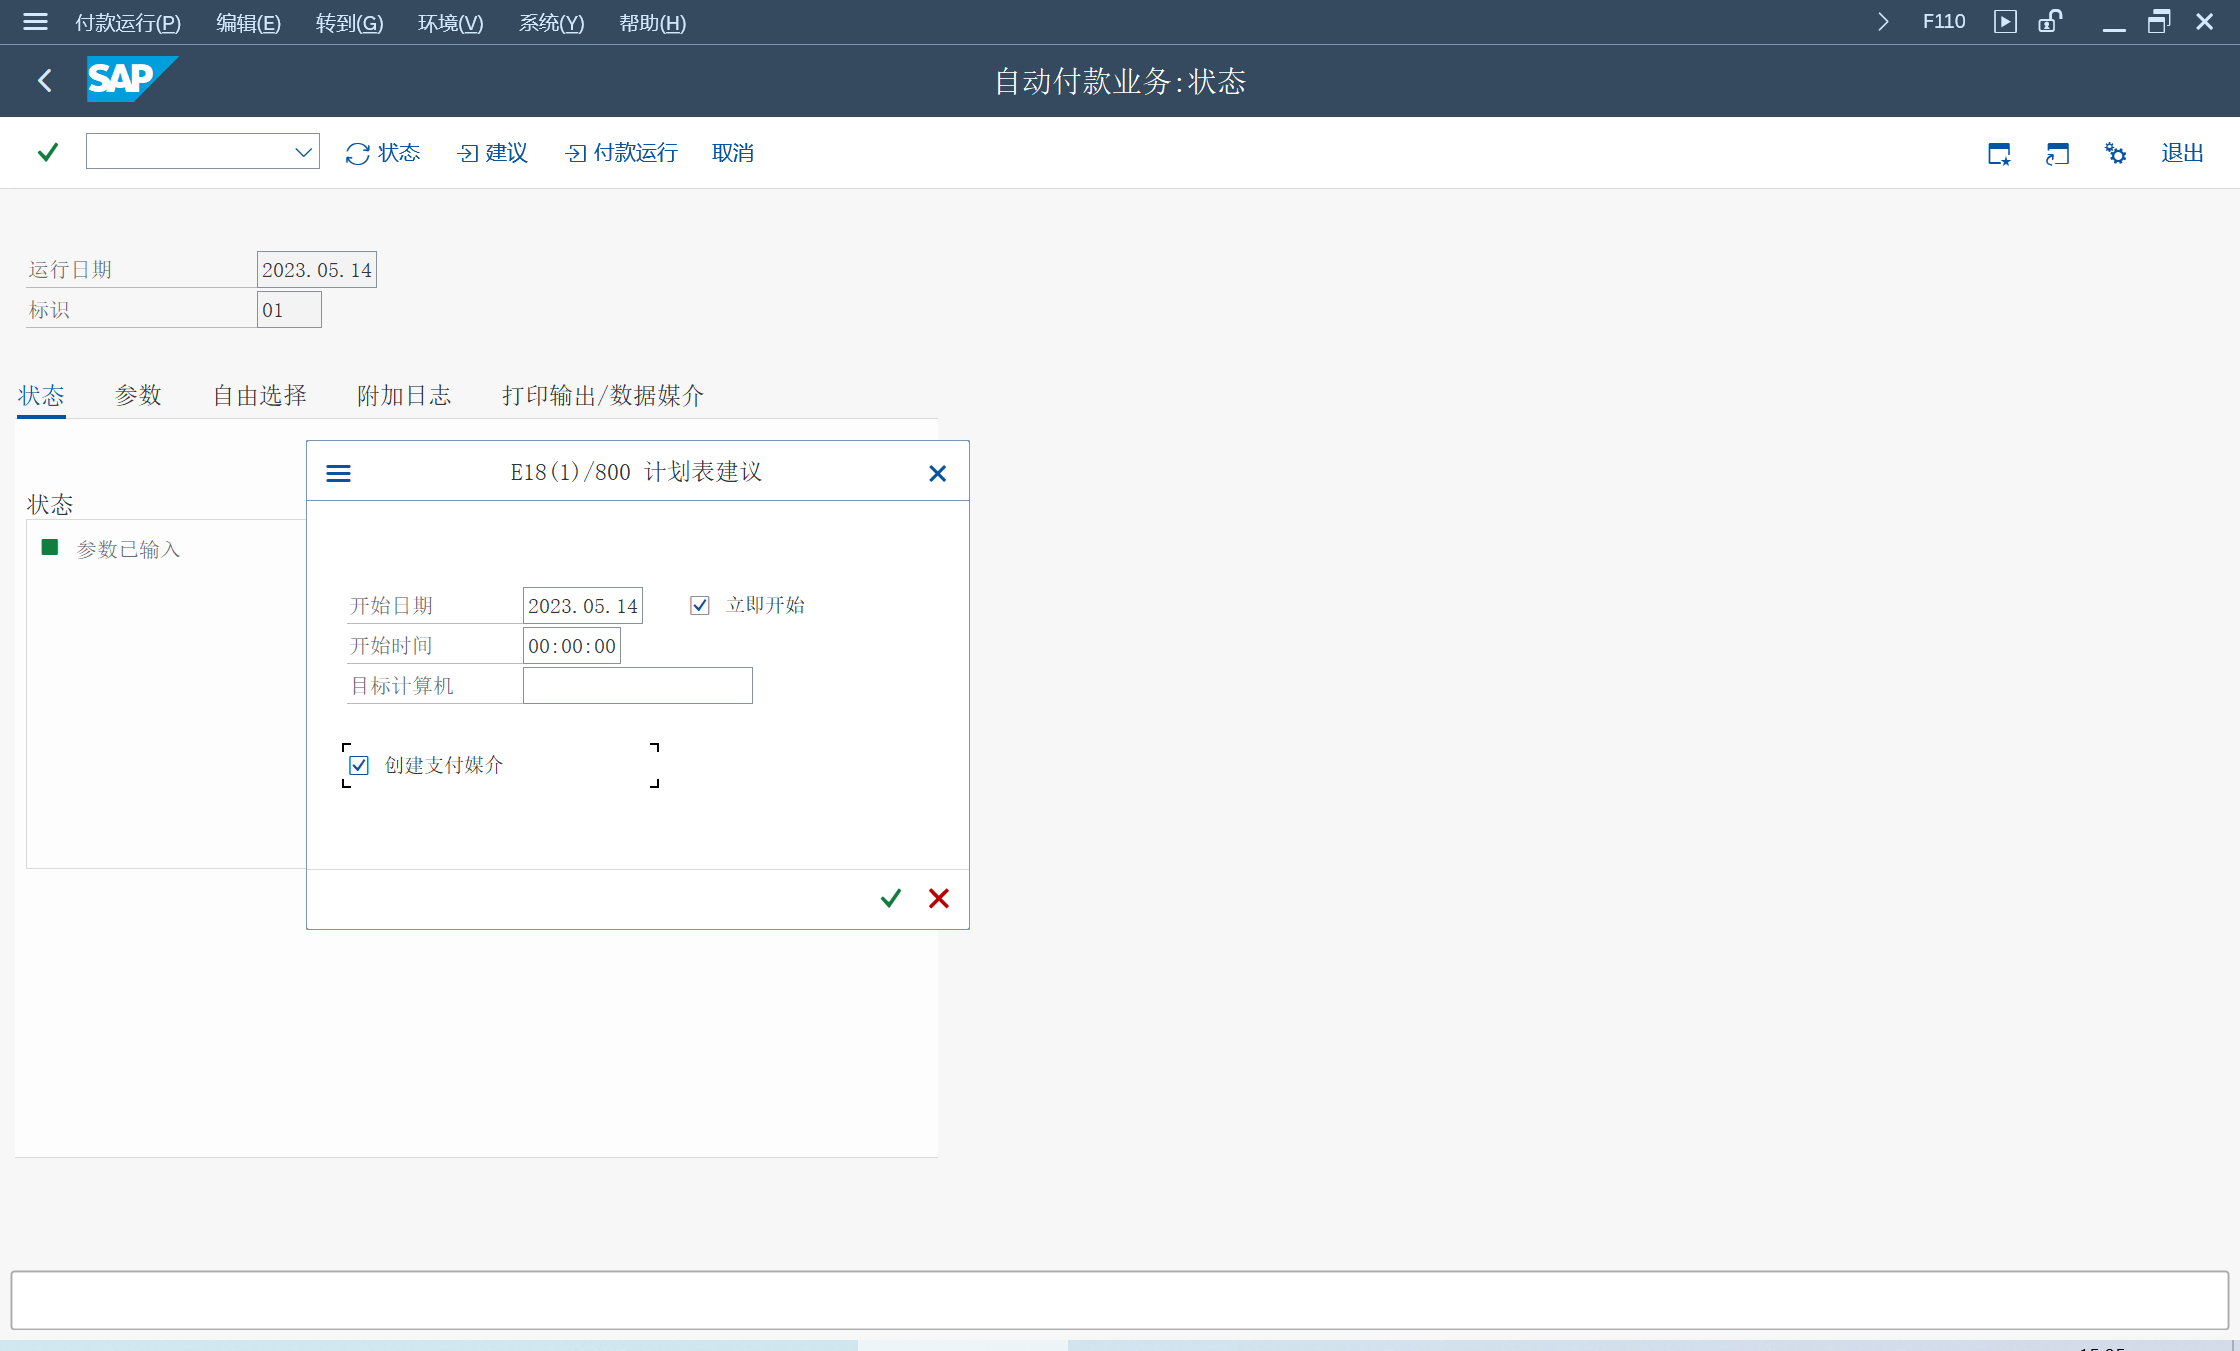 付款运行(P) 编辑(E) 转到(G) 环境(V) 系统(Y) 帮助(H) F110
SAP 自动付款业务:状态
状态 建议 付款运行 取消 退出
运行日期 2023.05.14
标识 01
状态 参数 自由选择 附加日志 打印输出/数据媒介
E18(1)/800 计划表建议
状态
参数已输入
开始日期 2023.05.14 立即开始
开始时间 00:00:00
目标计算机
创建支付媒介